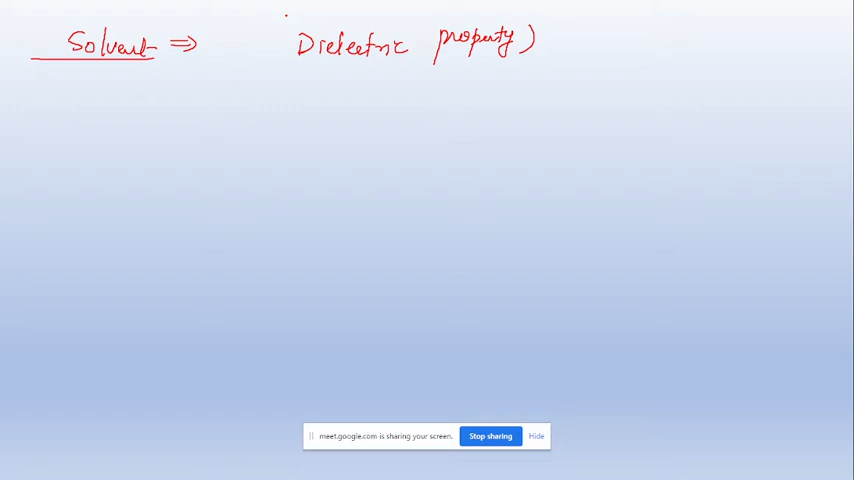 Solvent ⇒ Dielectric property)
meet.google.com is sharing your screen. Stop sharing Hide